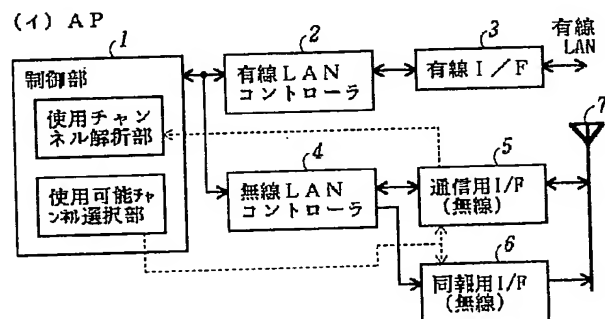 (イ) AP
1
制御部
使用チャン
ネル解析部
使用可能チャ
ンネル選択部
2
有線LAN
コントローラ
3
有線I/F
有線
LAN
4
無線LAN
コントローラ
5
通信用I/F
(無線)
6
同報用I/F
(無線)
7